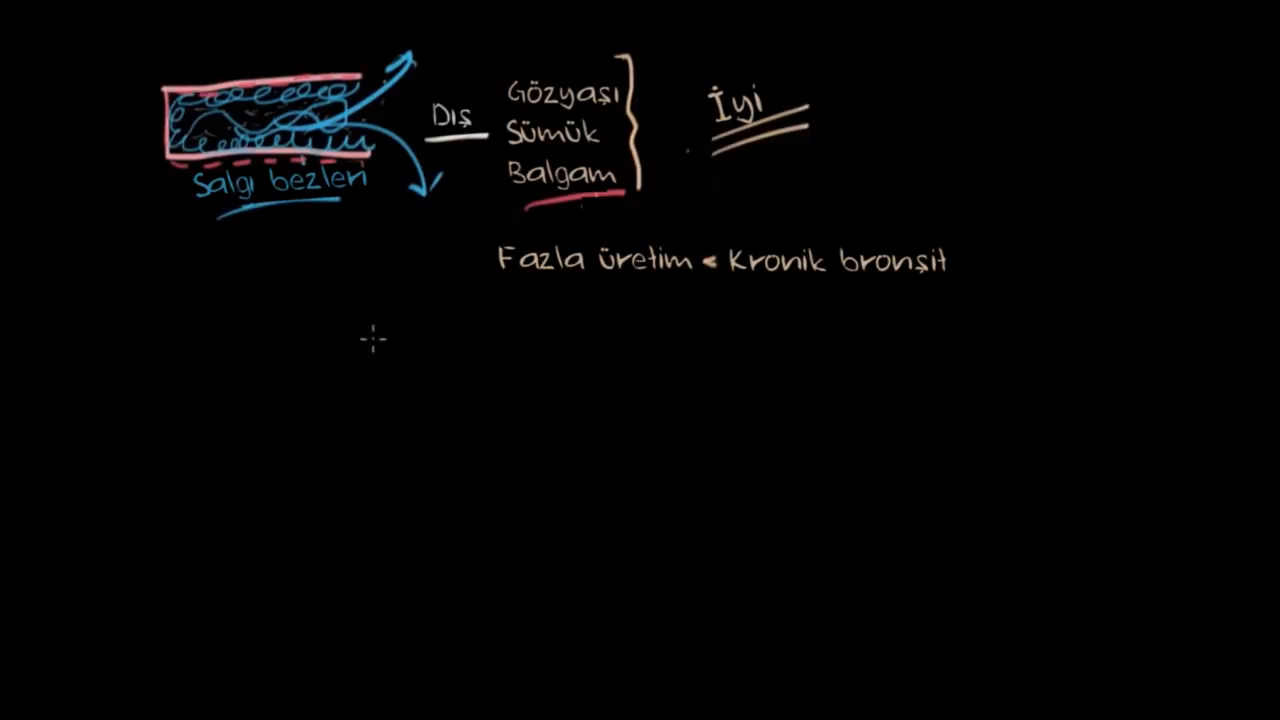 Salgı bezleri
Dış
Gözyaşı
Sümük
Balgam
İyi
Fazla üretim < Kronik bronşit